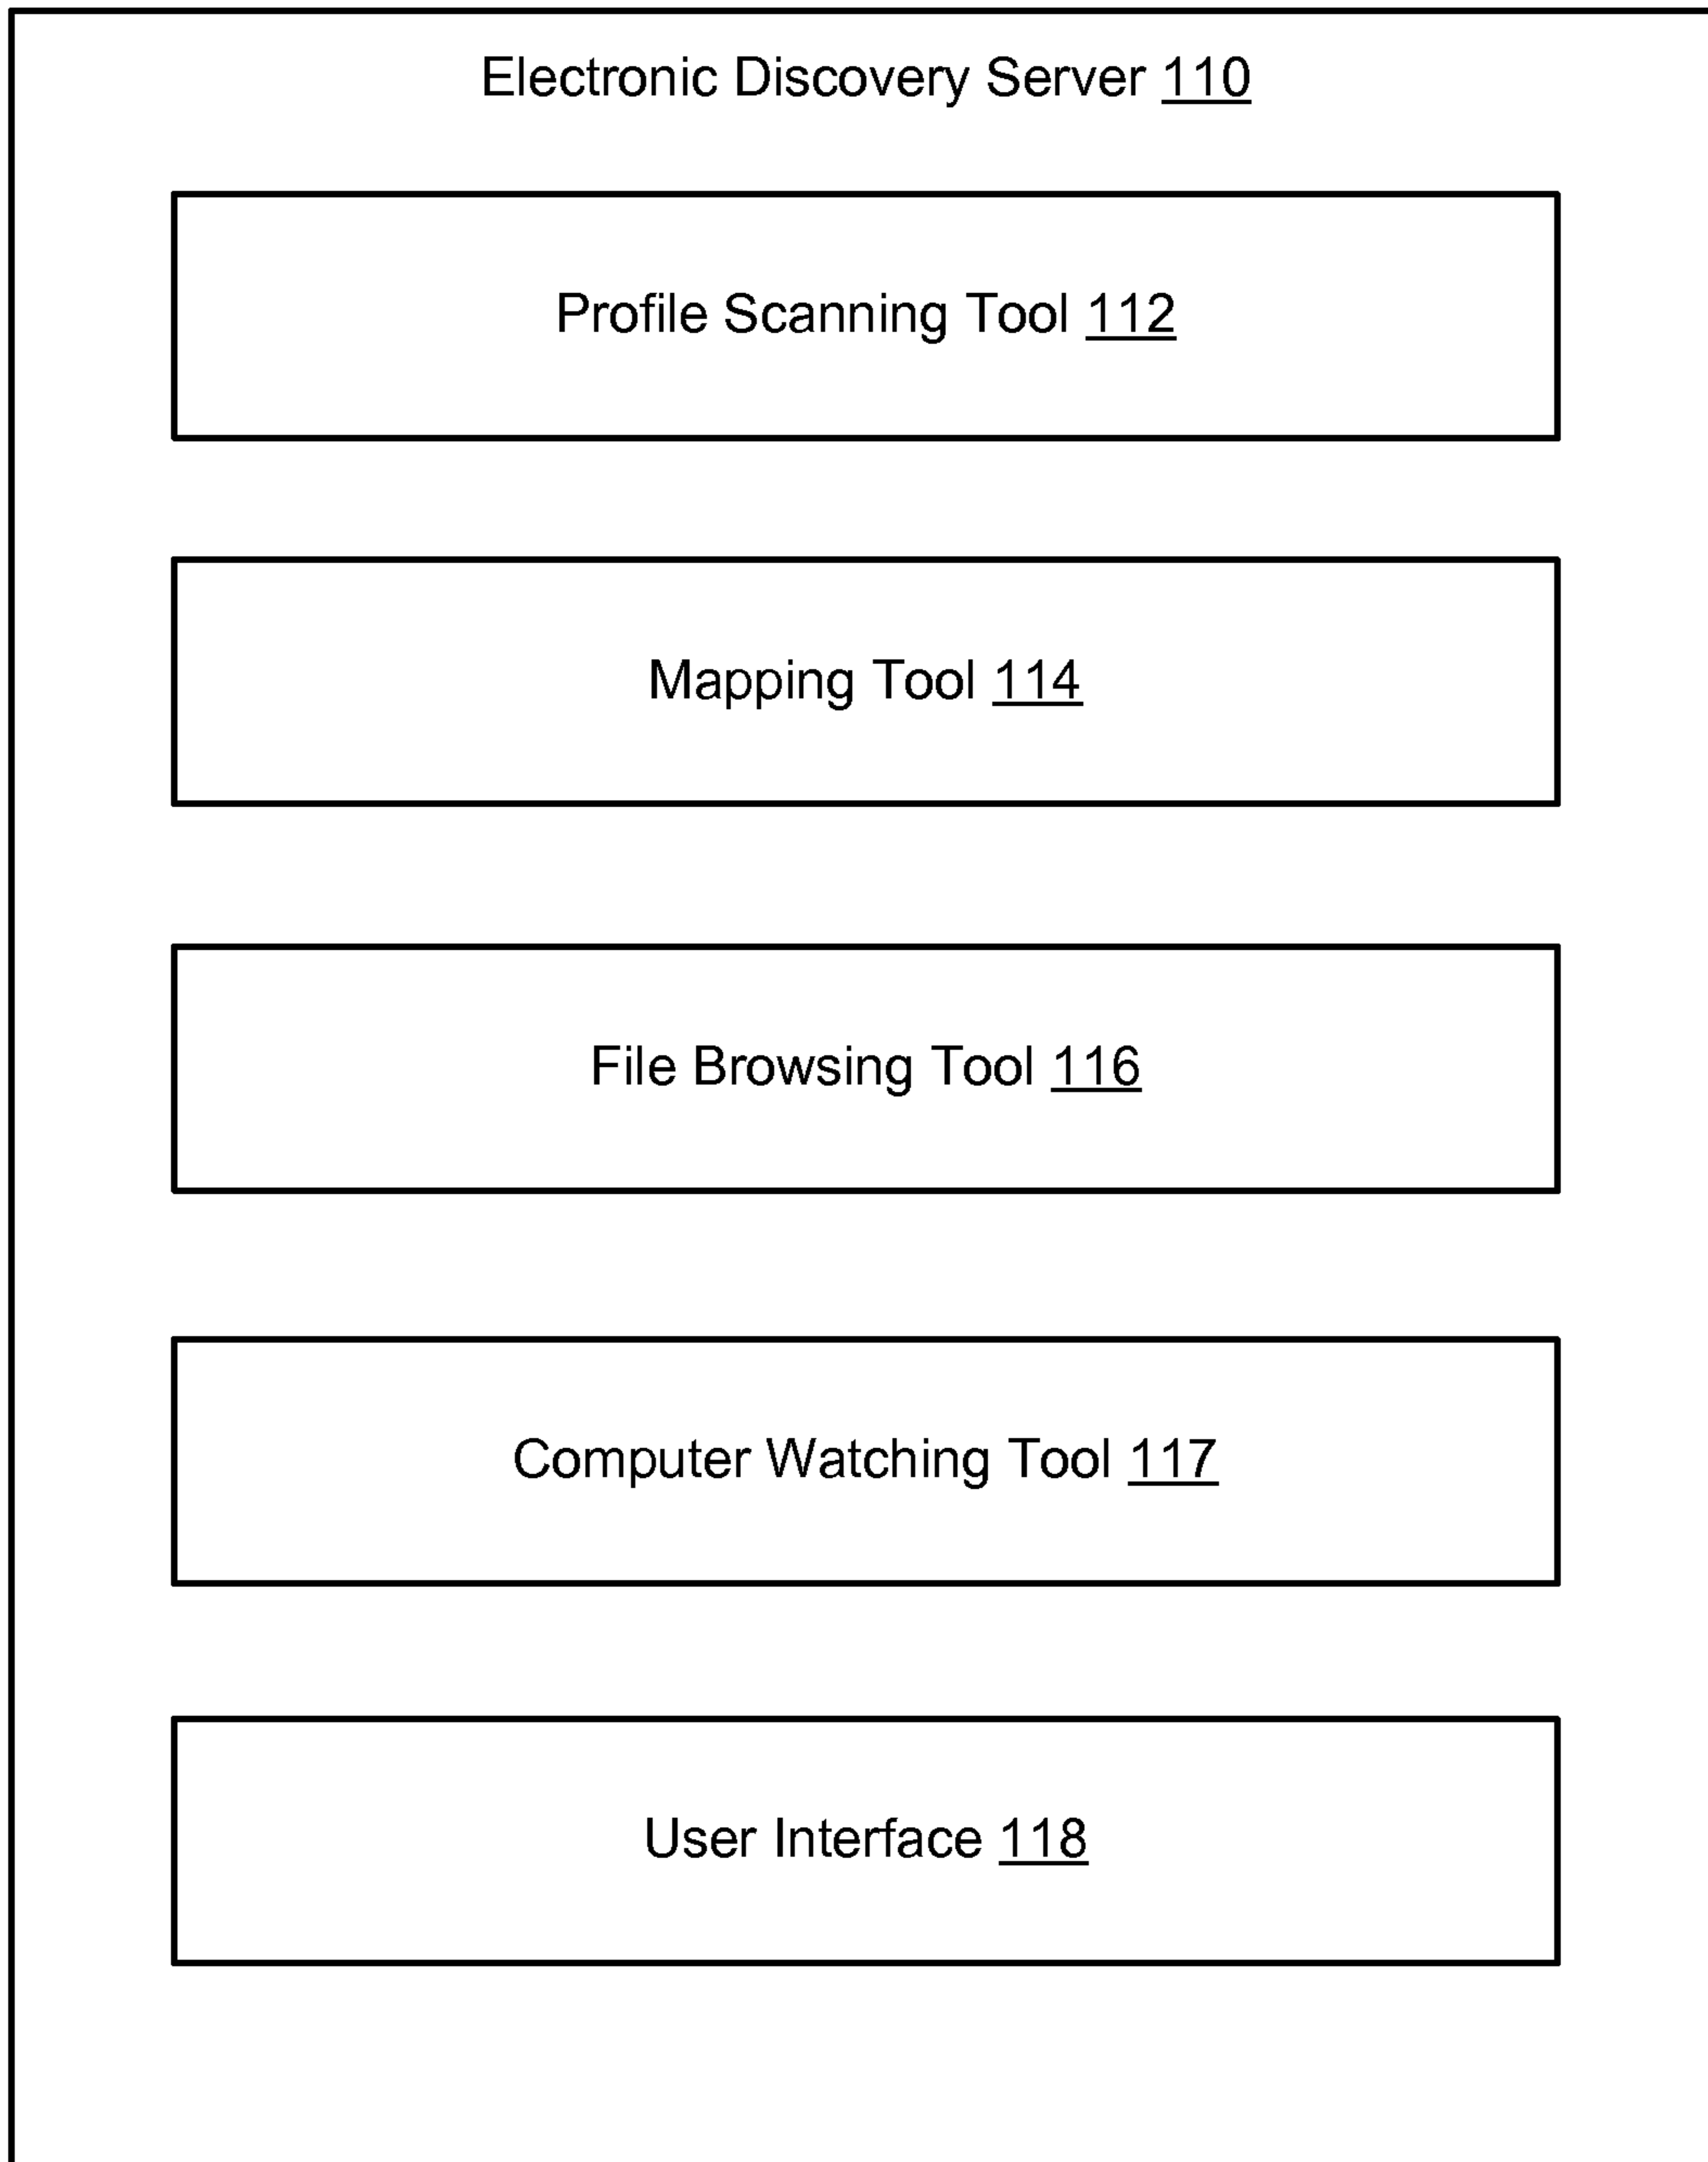 Electronic Discovery Server 110
Profile Scanning Tool 112
Mapping Tool 114
File Browsing Tool 116
Computer Watching Tool 117
User Interface 118